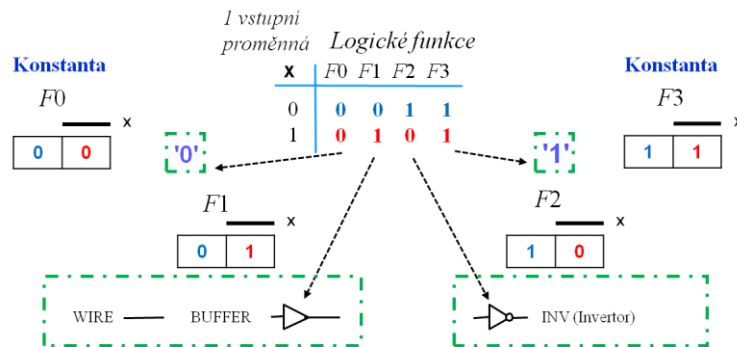 1 vstupní
proměnná
Logické funkce
X F0 F1 F2 F3
0 0 0 1 1
1 0 1 0 1
Konstanta
F0
x
0 0
'0'
Konstanta
F3
x
1 1
'1'
F1
x
0 1
F2
x
1 0
WIRE BUFFER
INV (Invertor)